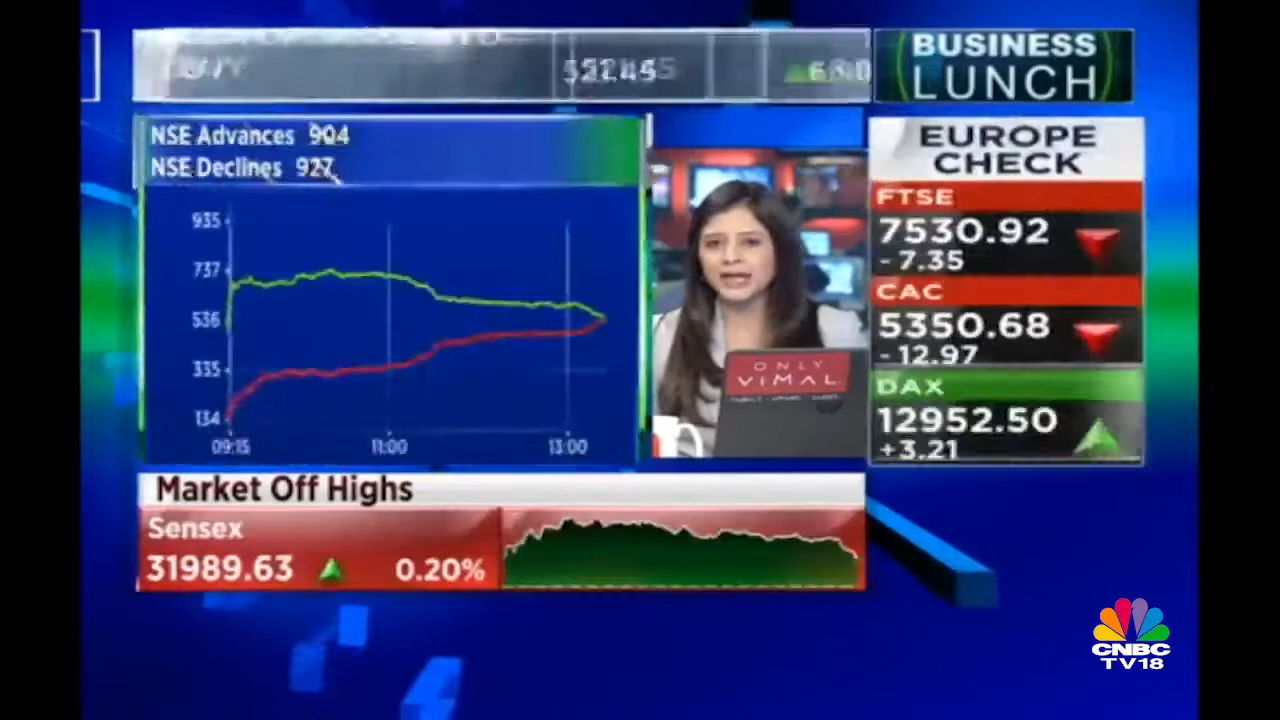 BUSINESS
LUNCH
NSE Advances 904
NSE Declines 927
935
737
536
335
134
09:15
11:00
13:00
ONLY
VIMAL
EUROPE
CHECK
FTSE
7530.92
- 7.35
CAC
5350.68
- 12.97
DAX
12952.50
+3.21
Market Off Highs
Sensex
31989.63
0.20%
CNBC
TV18